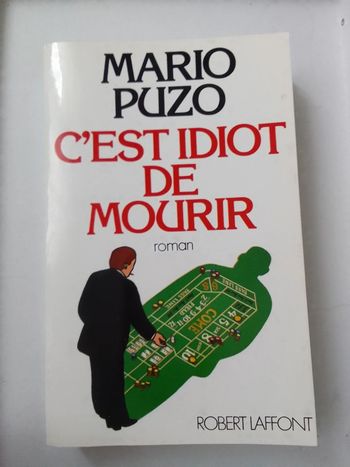 MARIO
PUZO
C'EST IDIOT
DE
MOURIR
roman
COME
ROBERT LAFFONT